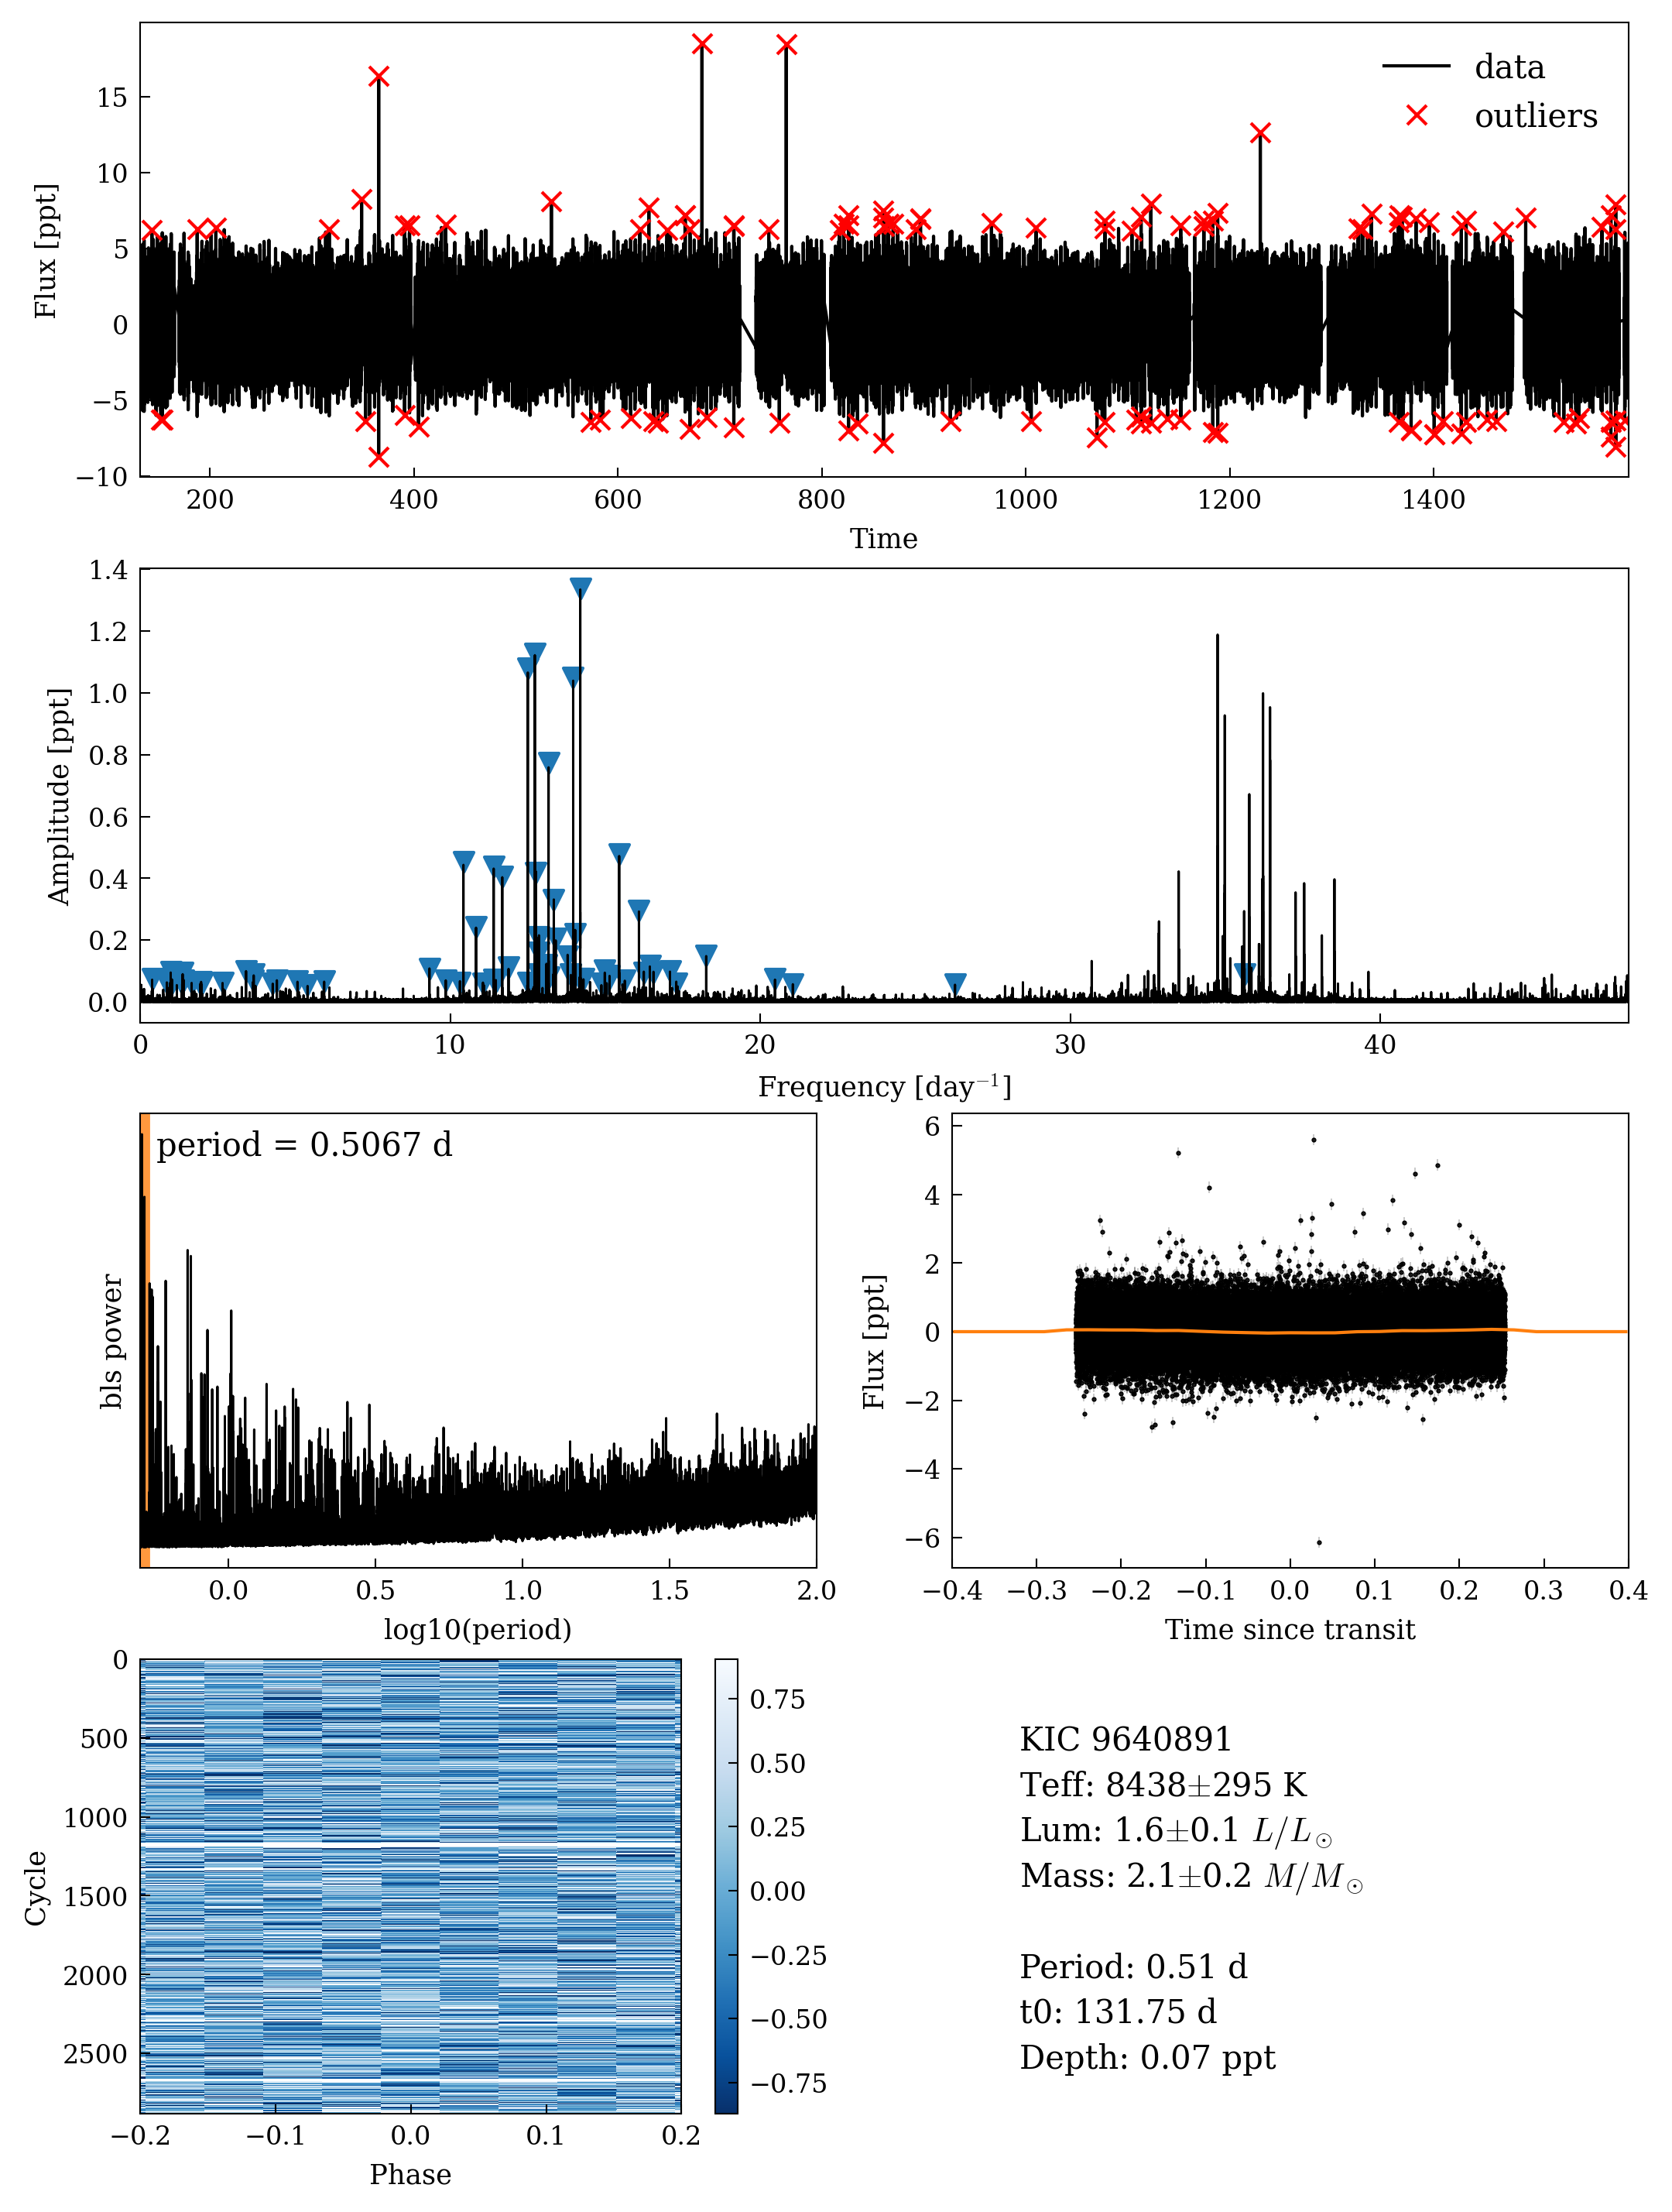 data
outliers
Flux [ppt]
15
10
5
0
−5
−10
200 400 600 800 1000 1200 1400
Time
Amplitude [ppt]
1.4
1.2
1.0
0.8
0.6
0.4
0.2
0.0
0 10 20 30 40
Frequency [day⁻¹]
period = 0.5067 d
bls power
0.0 0.5 1.0 1.5 2.0
log10(period)
Flux [ppt]
6
4
2
0
−2
−4
−6
−0.4 −0.3 −0.2 −0.1 0.0 0.1 0.2 0.3 0.4
Time since transit
Cycle
0
500
1000
1500
2000
2500
−0.2 −0.1 0.0 0.1 0.2
Phase
0.75
0.50
0.25
0.00
−0.25
−0.50
−0.75
KIC 9640891
Teff: 8438±295 K
Lum: 1.6±0.1 L/L⊙
Mass: 2.1±0.2 M/M⊙
Period: 0.51 d
t0: 131.75 d
Depth: 0.07 ppt